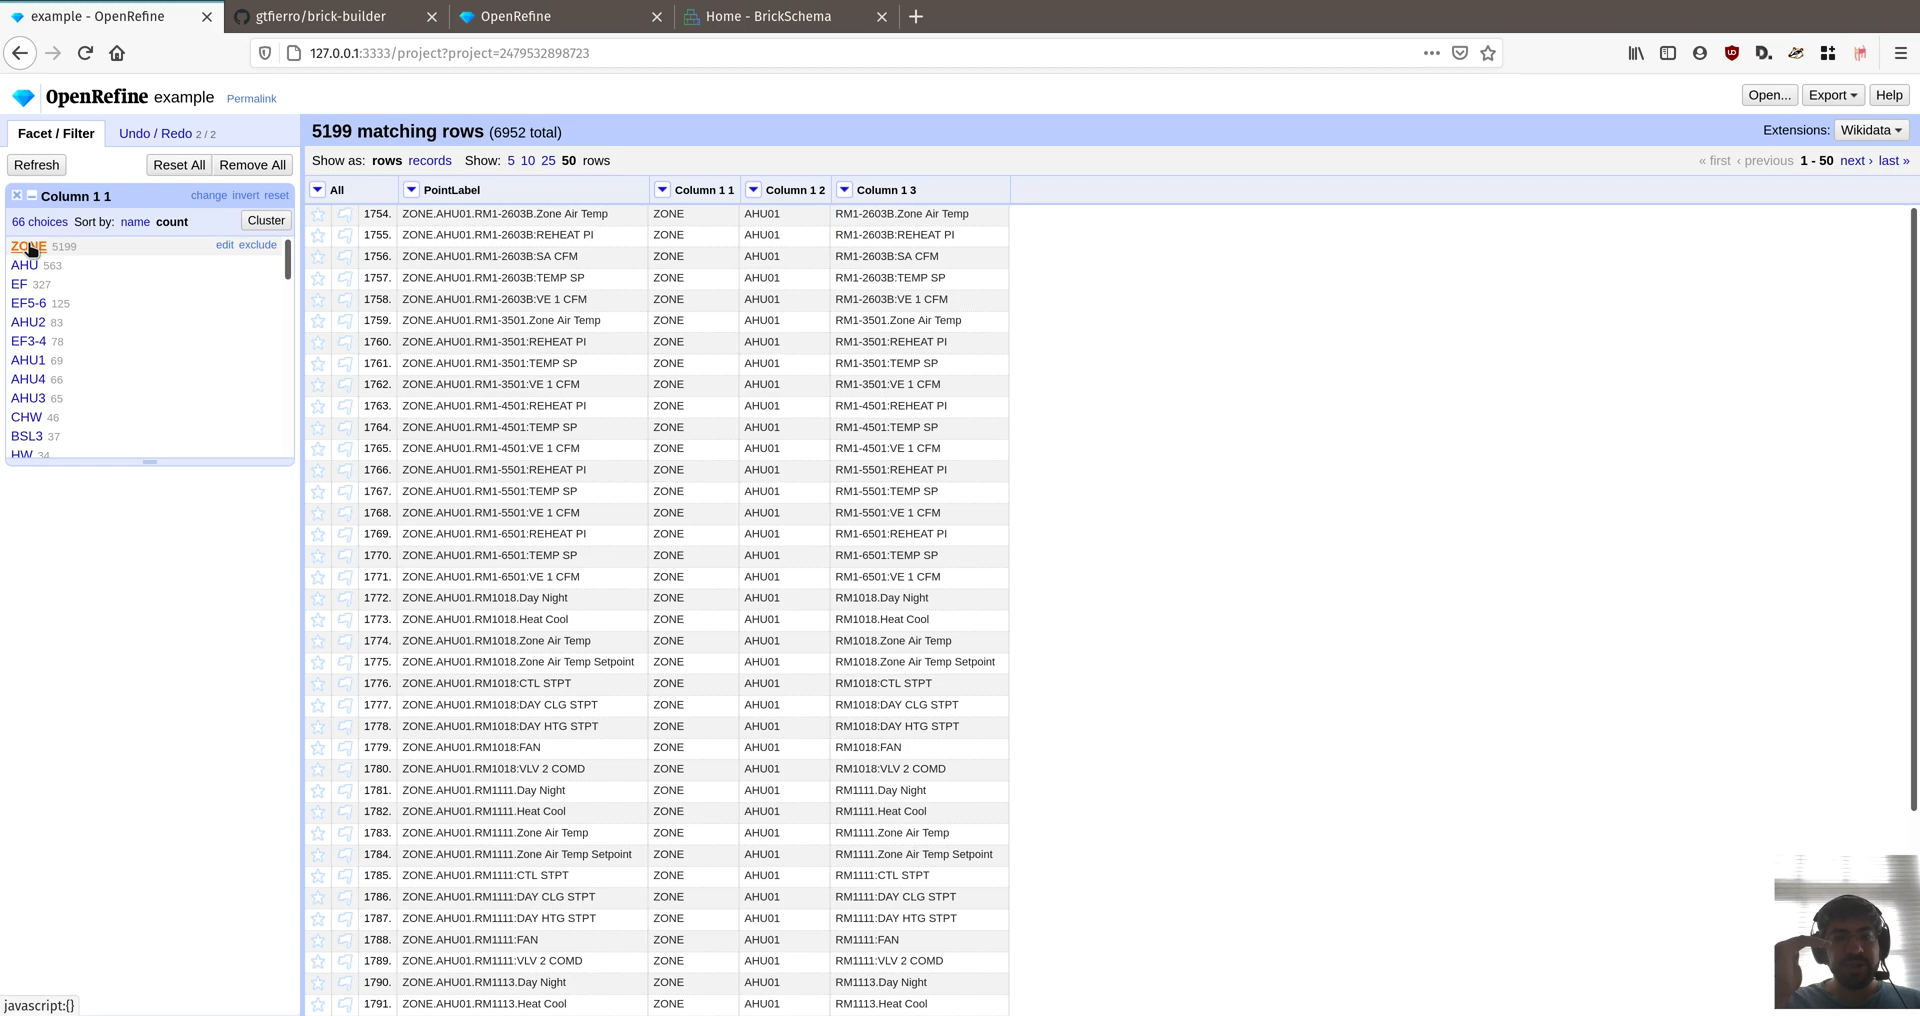 example - OpenRefine
gtfierro/brick-builder
OpenRefine
Home - BrickSchema
127.0.0.1:3333/project?project=2479532898723
OpenRefine example Permalink
Open... Export Help
Facet / Filter Undo / Redo 2 / 2
5199 matching rows (6952 total)
Extensions: Wikidata
Refresh Reset All Remove All
Show as: rows records Show: 5 10 25 50 rows
« first ‹ previous 1 - 50 next › last »
Column 1 1 change invert reset
66 choices Sort by: name count Cluster
ZONE 5199 edit exclude
AHU 563
EF 327
EF5-6 125
AHU2 83
EF3-4 78
AHU1 69
AHU4 66
AHU3 65
CHW 46
BSL3 37
HW 34
All PointLabel Column 1 1 Column 1 2 Column 1 3
1754. ZONE.AHU01.RM1-2603B.Zone Air Temp ZONE AHU01 RM1-2603B.Zone Air Temp
1755. ZONE.AHU01.RM1-2603B:REHEAT PI ZONE AHU01 RM1-2603B:REHEAT PI
1756. ZONE.AHU01.RM1-2603B:SA CFM ZONE AHU01 RM1-2603B:SA CFM
1757. ZONE.AHU01.RM1-2603B:TEMP SP ZONE AHU01 RM1-2603B:TEMP SP
1758. ZONE.AHU01.RM1-2603B:VE 1 CFM ZONE AHU01 RM1-2603B:VE 1 CFM
1759. ZONE.AHU01.RM1-3501.Zone Air Temp ZONE AHU01 RM1-3501.Zone Air Temp
1760. ZONE.AHU01.RM1-3501:REHEAT PI ZONE AHU01 RM1-3501:REHEAT PI
1761. ZONE.AHU01.RM1-3501:TEMP SP ZONE AHU01 RM1-3501:TEMP SP
1762. ZONE.AHU01.RM1-3501:VE 1 CFM ZONE AHU01 RM1-3501:VE 1 CFM
1763. ZONE.AHU01.RM1-4501:REHEAT PI ZONE AHU01 RM1-4501:REHEAT PI
1764. ZONE.AHU01.RM1-4501:TEMP SP ZONE AHU01 RM1-4501:TEMP SP
1765. ZONE.AHU01.RM1-4501:VE 1 CFM ZONE AHU01 RM1-4501:VE 1 CFM
1766. ZONE.AHU01.RM1-5501:REHEAT PI ZONE AHU01 RM1-5501:REHEAT PI
1767. ZONE.AHU01.RM1-5501:TEMP SP ZONE AHU01 RM1-5501:TEMP SP
1768. ZONE.AHU01.RM1-5501:VE 1 CFM ZONE AHU01 RM1-5501:VE 1 CFM
1769. ZONE.AHU01.RM1-6501:REHEAT PI ZONE AHU01 RM1-6501:REHEAT PI
1770. ZONE.AHU01.RM1-6501:TEMP SP ZONE AHU01 RM1-6501:TEMP SP
1771. ZONE.AHU01.RM1-6501:VE 1 CFM ZONE AHU01 RM1-6501:VE 1 CFM
1772. ZONE.AHU01.RM1018.Day Night ZONE AHU01 RM1018.Day Night
1773. ZONE.AHU01.RM1018.Heat Cool ZONE AHU01 RM1018.Heat Cool
1774. ZONE.AHU01.RM1018.Zone Air Temp ZONE AHU01 RM1018.Zone Air Temp
1775. ZONE.AHU01.RM1018.Zone Air Temp Setpoint ZONE AHU01 RM1018.Zone Air Temp Setpoint
1776. ZONE.AHU01.RM1018:CTL STPT ZONE AHU01 RM1018:CTL STPT
1777. ZONE.AHU01.RM1018:DAY CLG STPT ZONE AHU01 RM1018:DAY CLG STPT
1778. ZONE.AHU01.RM1018:DAY HTG STPT ZONE AHU01 RM1018:DAY HTG STPT
1779. ZONE.AHU01.RM1018:FAN ZONE AHU01 RM1018:FAN
1780. ZONE.AHU01.RM1018:VLV 2 COMD ZONE AHU01 RM1018:VLV 2 COMD
1781. ZONE.AHU01.RM1111.Day Night ZONE AHU01 RM1111.Day Night
1782. ZONE.AHU01.RM1111.Heat Cool ZONE AHU01 RM1111.Heat Cool
1783. ZONE.AHU01.RM1111.Zone Air Temp ZONE AHU01 RM1111.Zone Air Temp
1784. ZONE.AHU01.RM1111.Zone Air Temp Setpoint ZONE AHU01 RM1111.Zone Air Temp Setpoint
1785. ZONE.AHU01.RM1111:CTL STPT ZONE AHU01 RM1111:CTL STPT
1786. ZONE.AHU01.RM1111:DAY CLG STPT ZONE AHU01 RM1111:DAY CLG STPT
1787. ZONE.AHU01.RM1111:DAY HTG STPT ZONE AHU01 RM1111:DAY HTG STPT
1788. ZONE.AHU01.RM1111:FAN ZONE AHU01 RM1111:FAN
1789. ZONE.AHU01.RM1111:VLV 2 COMD ZONE AHU01 RM1111:VLV 2 COMD
1790. ZONE.AHU01.RM1113.Day Night ZONE AHU01 RM1113.Day Night
1791. ZONE.AHU01.RM1113.Heat Cool ZONE AHU01 RM1113.Heat Cool
javascript:{}